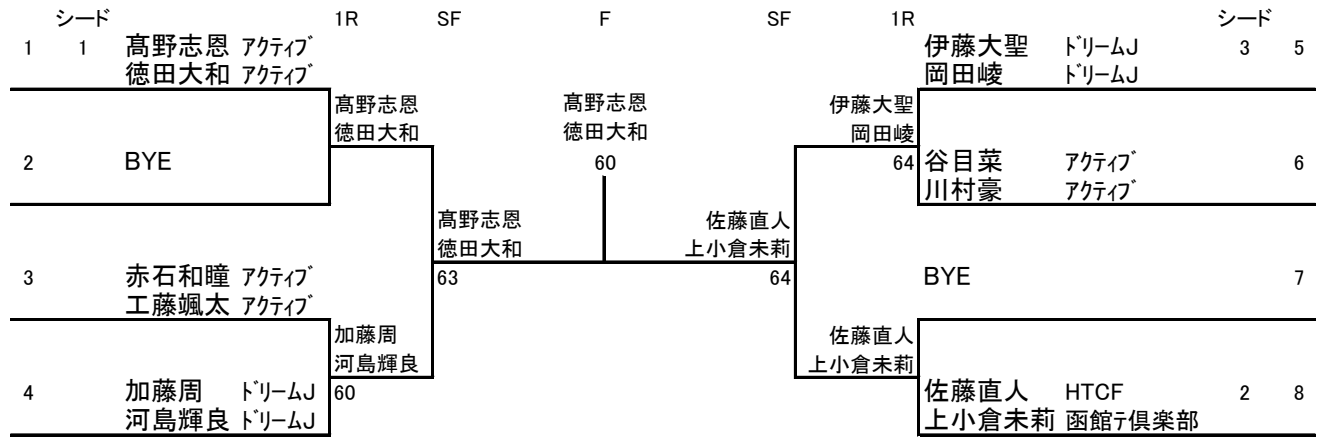 シード 1R SF F SF 1R シード
1 1 髙野志恩 ｱｸﾃｨﾌﾞ 伊藤大聖 ﾄﾞﾘｰﾑJ 3 5
徳田大和 ｱｸﾃｨﾌﾞ 岡田崚 ﾄﾞﾘｰﾑJ
髙野志恩 髙野志恩 伊藤大聖
徳田大和 徳田大和 岡田崚
2 BYE 60 64 谷目菜 ｱｸﾃｨﾌﾞ 6
川村豪 ｱｸﾃｨﾌﾞ
髙野志恩 佐藤直人
徳田大和 上小倉未莉
3 赤石和瞳 ｱｸﾃｨﾌﾞ 63 64 BYE 7
工藤颯太 ｱｸﾃｨﾌﾞ
加藤周 佐藤直人
河島輝良 上小倉未莉
4 加藤周 ﾄﾞﾘｰﾑJ 60 佐藤直人 HTCF 2 8
河島輝良 ﾄﾞﾘｰﾑJ 上小倉未莉 函館ﾃ倶楽部